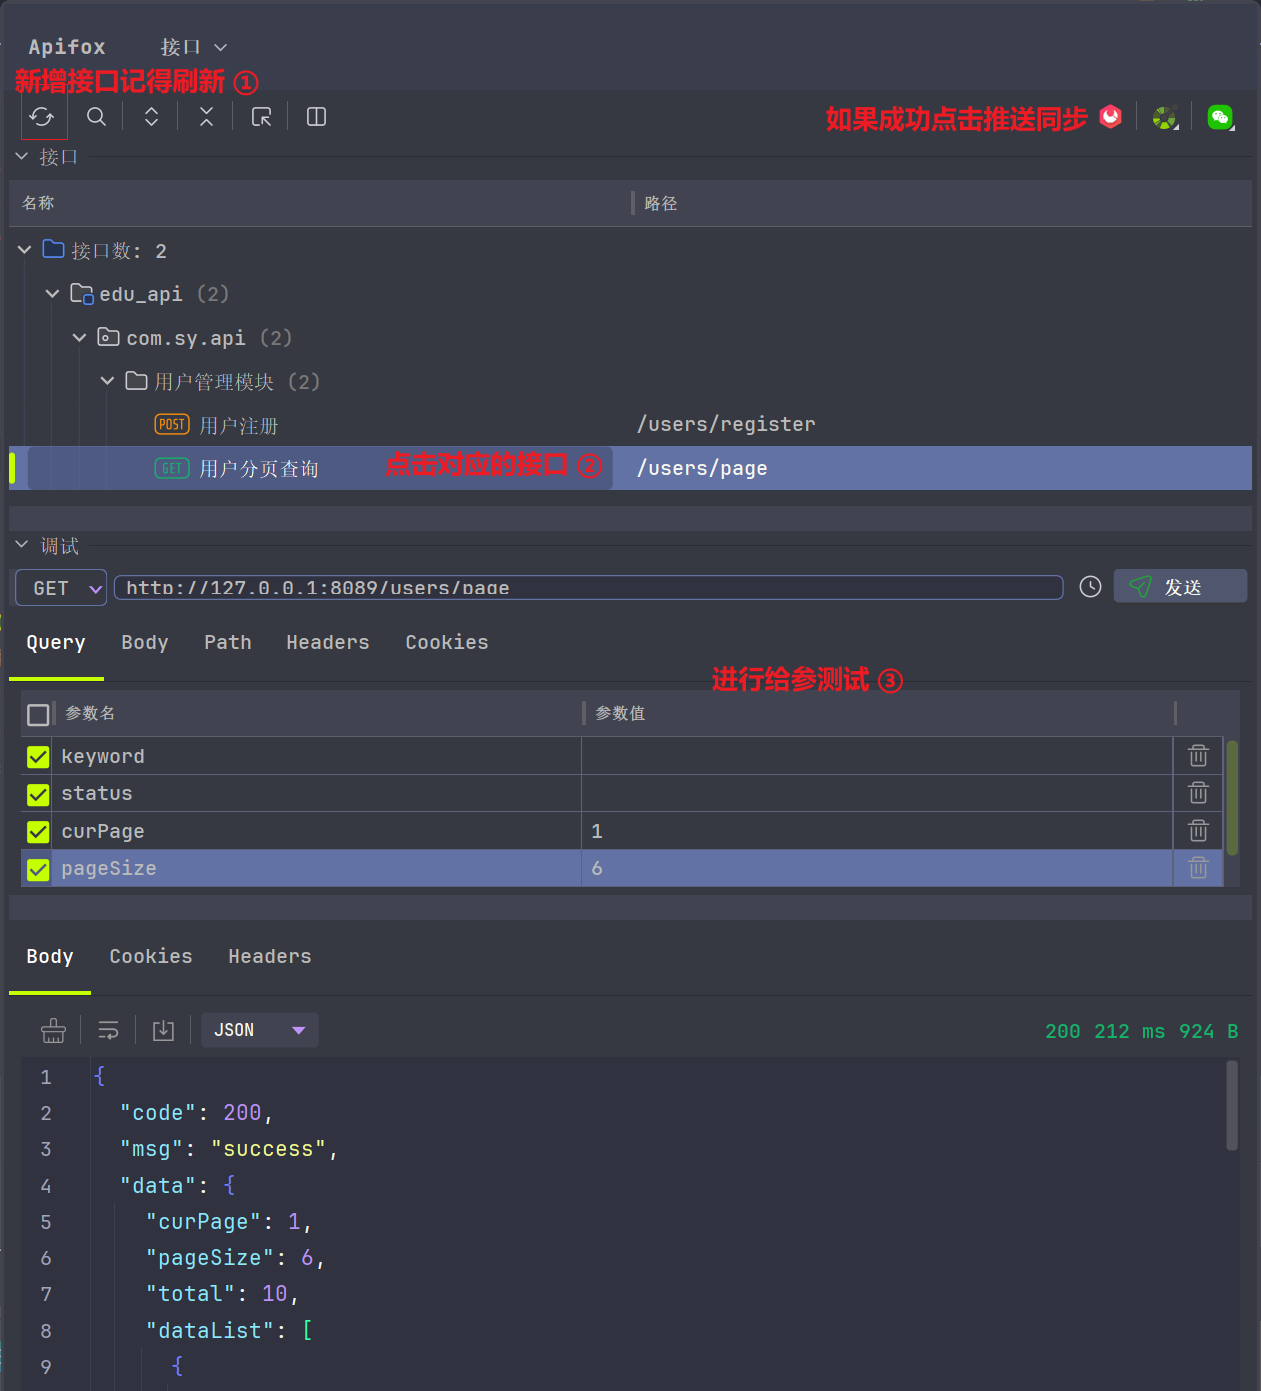 Apifox 接口
新增接口记得刷新 ①
如果成功点击推送同步
接口
名称 路径
接口数: 2
edu_api (2)
com.sy.api (2)
用户管理模块 (2)
POST 用户注册 /users/register
GET 用户分页查询 点击对应的接口 ② /users/page
调试
GET http://127.0.0.1:8089/users/page 发送
Query Body Path Headers Cookies
进行给参测试 ③
参数名 参数值
keyword
status
curPage 1
pageSize 6
Body Cookies Headers
JSON 200 212 ms 924 B
1 {
2 "code": 200,
3 "msg": "success",
4 "data": {
5 "curPage": 1,
6 "pageSize": 6,
7 "total": 10,
8 "dataList": [
9 {